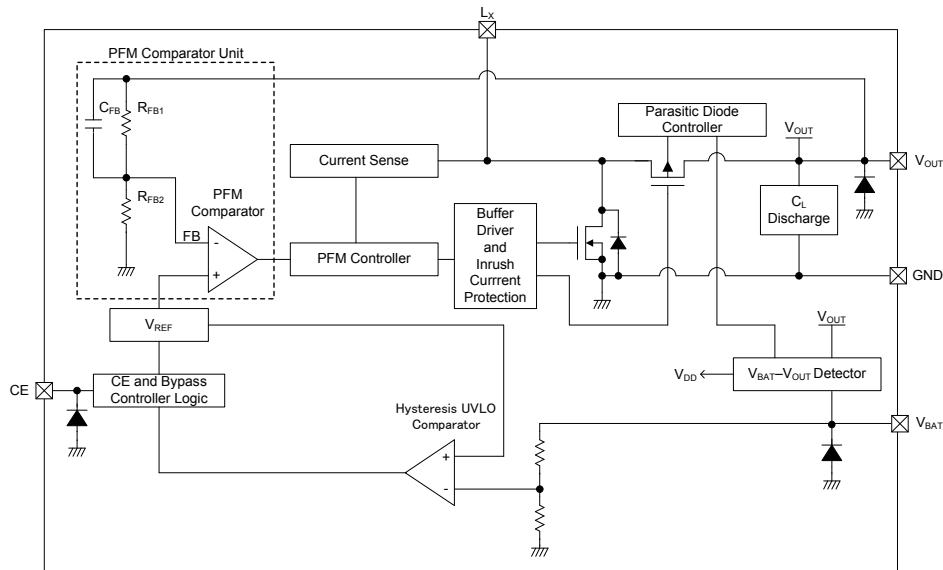 LX
PFM Comparator Unit
CFB
RFB1
RFB2
FB
PFM
Comparator
-
+
Current Sense
PFM Controller
Buffer
Driver
and
Inrush
Currrent
Protection
Parasitic Diode
Controller
VOUT
VOUT
CL
Discharge
GND
VREF
CE
CE and Bypass
Controller Logic
Hysteresis UVLO
Comparator
+
-
VOUT
VDD
VBAT–VOUT Detector
VBAT